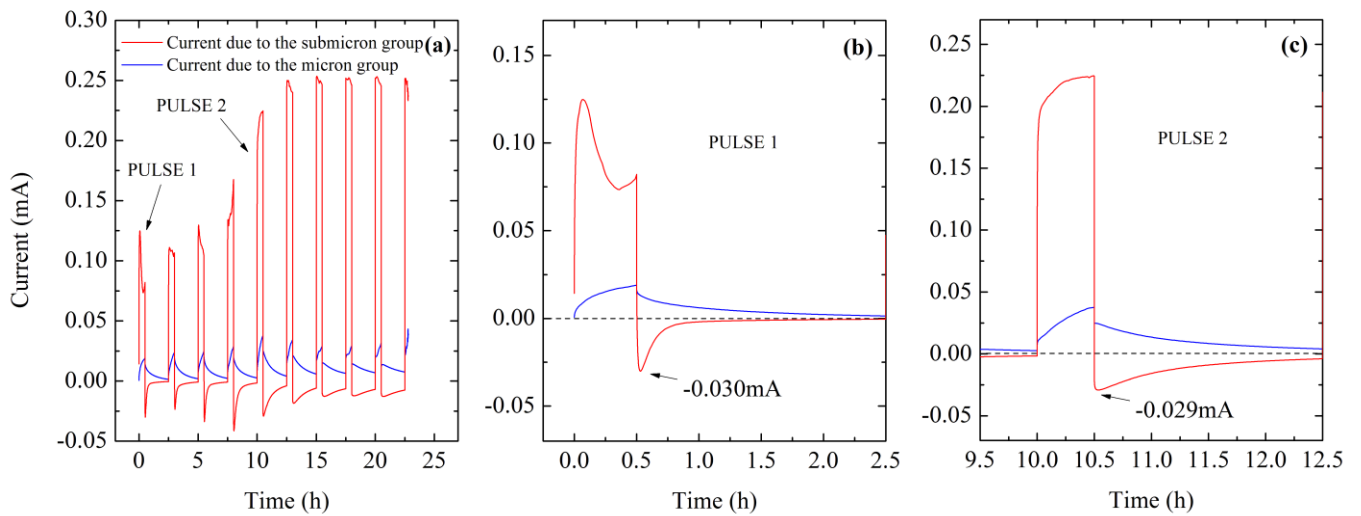 Current (mA)
0.30
0.25
0.20
0.15
0.10
0.05
0.00
-0.05
Current due to the submicron group
Current due to the micron group
(a)
PULSE 1
PULSE 2
0 5 10 15 20 25
Time (h)
0.15
0.10
0.05
0.00
-0.05
(b)
PULSE 1
-0.030mA
0.0 0.5 1.0 1.5 2.0 2.5
Time (h)
0.25
0.20
0.15
0.10
0.05
0.00
-0.05
(c)
PULSE 2
-0.029mA
9.5 10.0 10.5 11.0 11.5 12.0 12.5
Time (h)